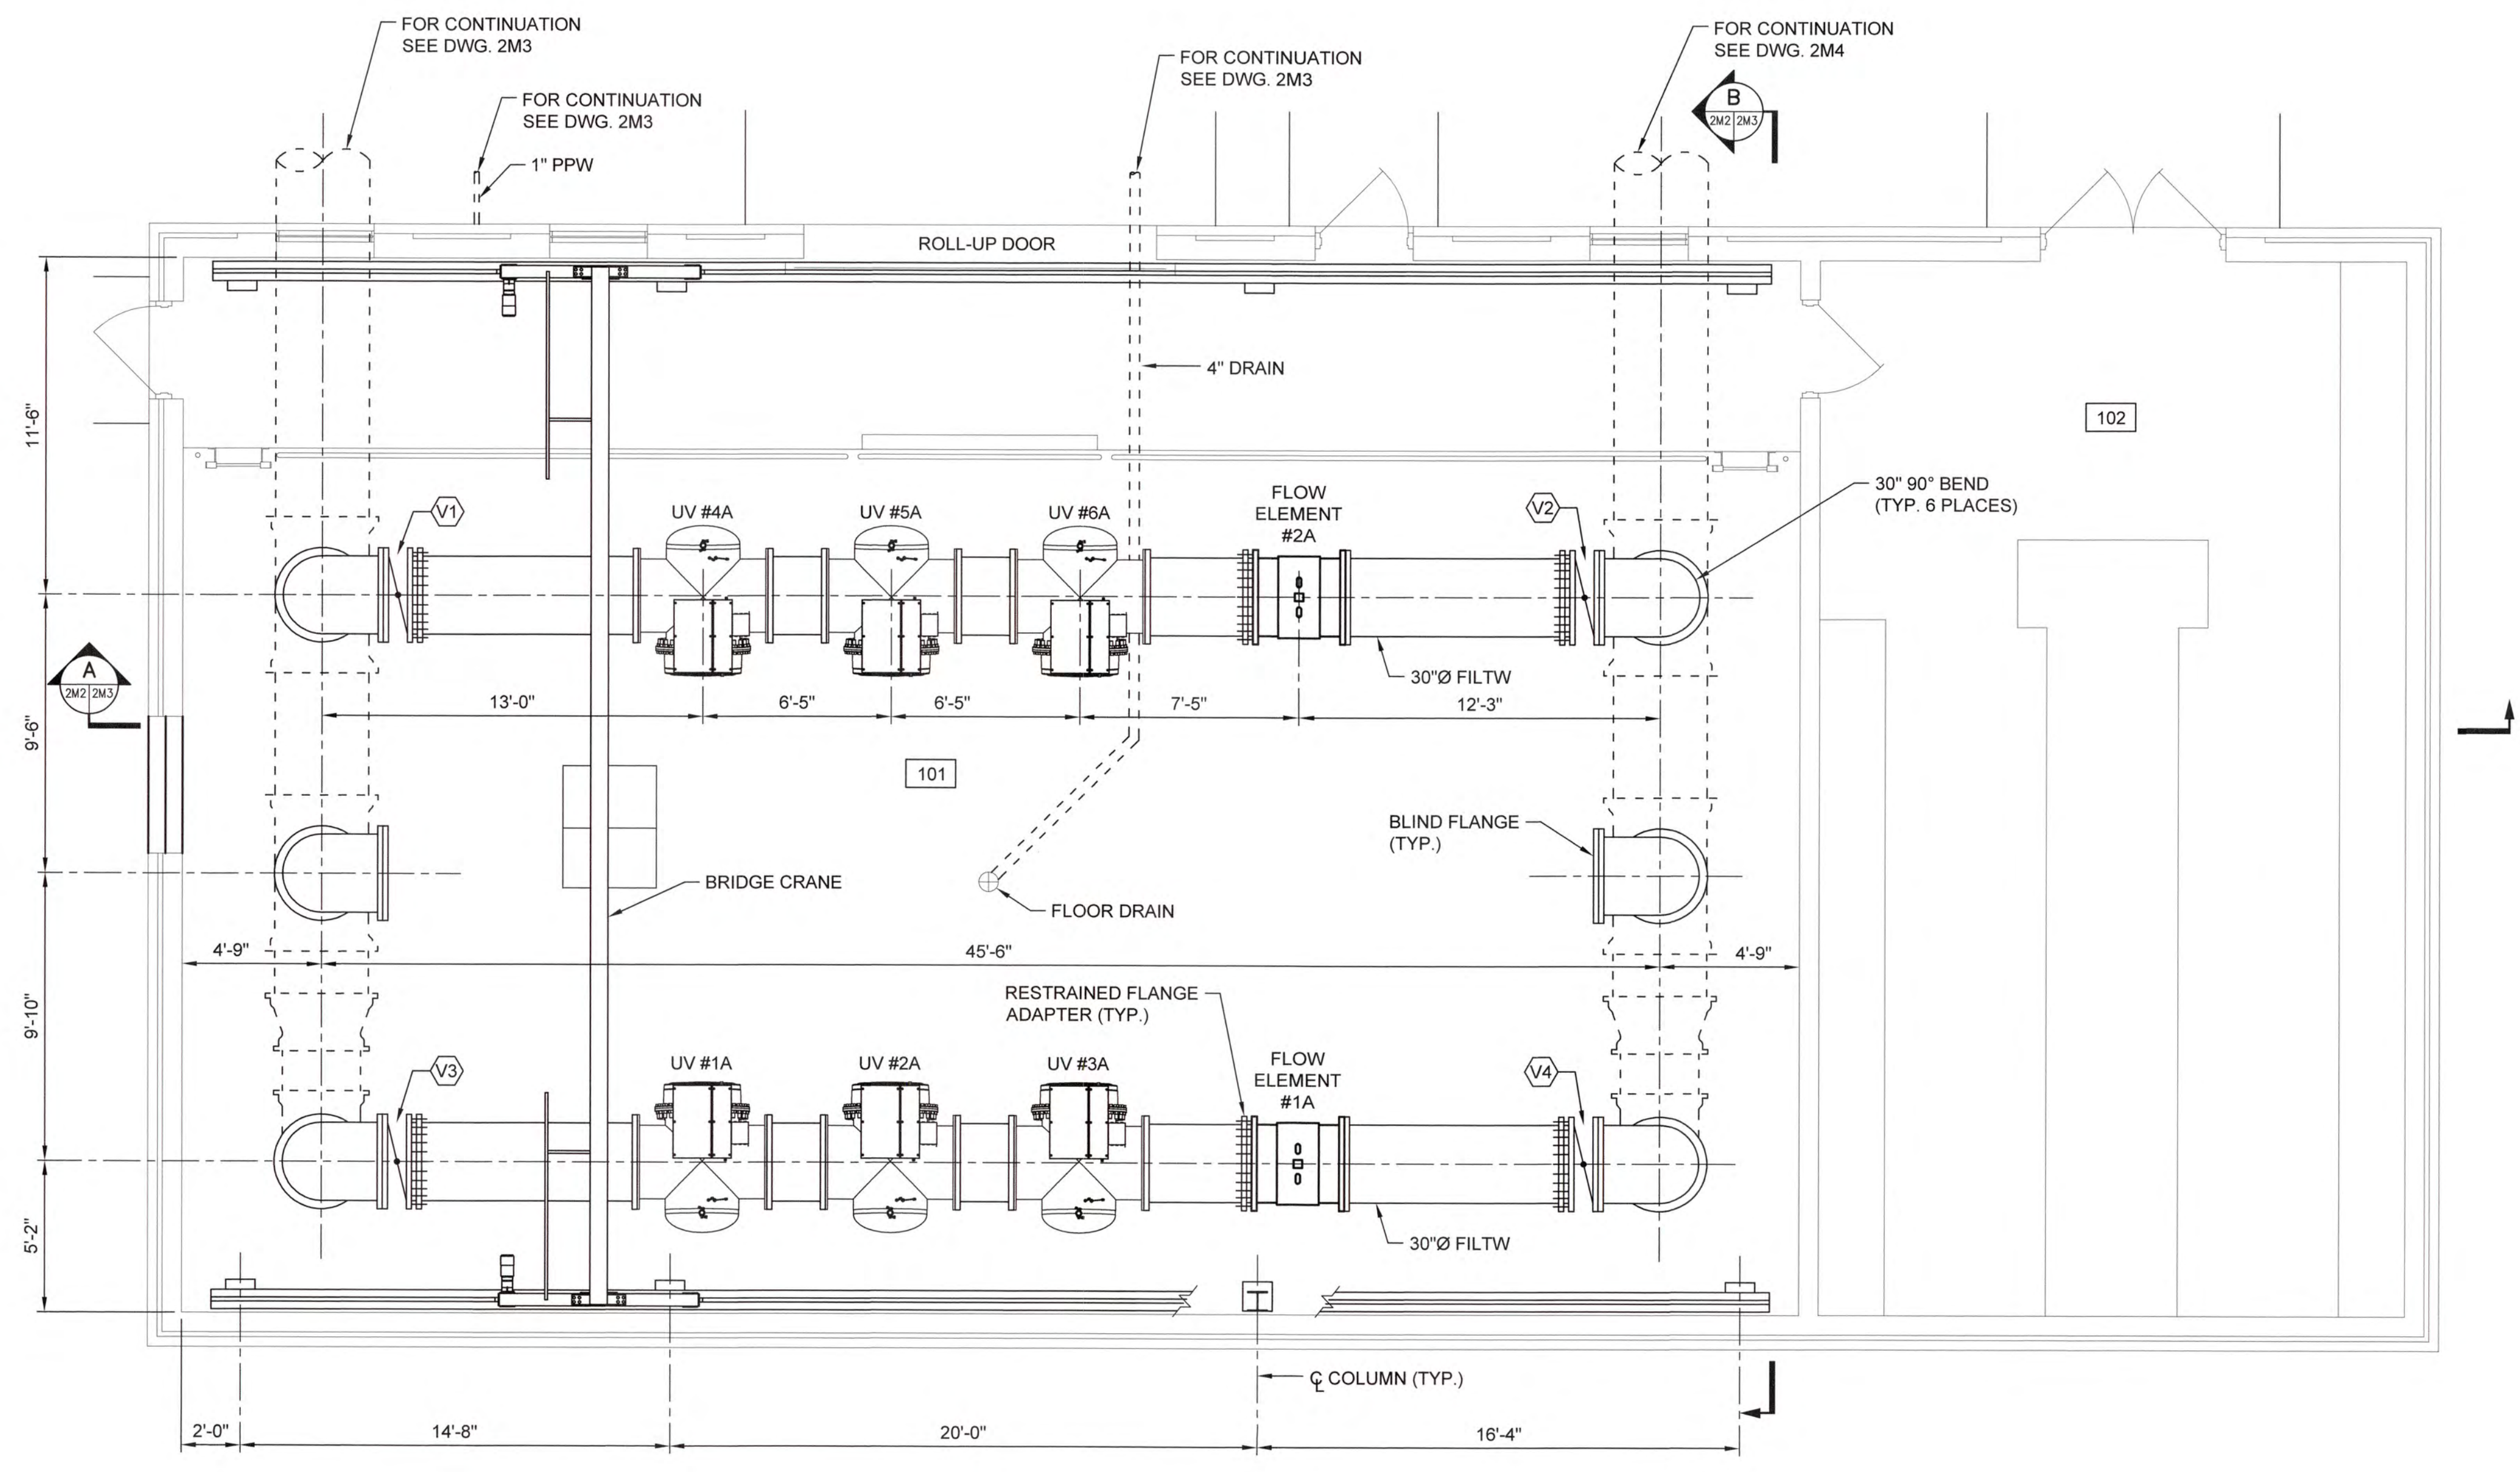 FOR CONTINUATION
SEE DWG. 2M3
FOR CONTINUATION
SEE DWG. 2M3
1" PPW
FOR CONTINUATION
SEE DWG. 2M3
FOR CONTINUATION
SEE DWG. 2M4
B
2M2 2M3
ROLL-UP DOOR
4" DRAIN
11'-6"
102
30" 90° BEND
(TYP. 6 PLACES)
V1
UV #4A
UV #5A
UV #6A
FLOW
ELEMENT
#2A
V2
30"Ø FILTW
A
2M2 2M3
13'-0"
6'-5"
6'-5"
7'-5"
12'-3"
9'-6"
101
BLIND FLANGE
(TYP.)
BRIDGE CRANE
FLOOR DRAIN
4'-9"
45'-6"
4'-9"
9'-10"
RESTRAINED FLANGE
ADAPTER (TYP.)
V3
UV #1A
UV #2A
UV #3A
FLOW
ELEMENT
#1A
V4
5'-2"
30"Ø FILTW
℄ COLUMN (TYP.)
2'-0"
14'-8"
20'-0"
16'-4"